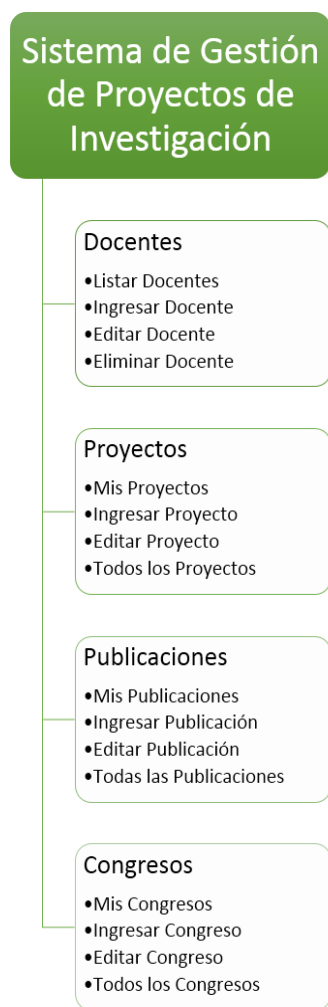 Sistema de Gestión
de Proyectos de
Investigación
Docentes
•Listar Docentes
•Ingresar Docente
•Editar Docente
•Eliminar Docente
Proyectos
•Mis Proyectos
•Ingresar Proyecto
•Editar Proyecto
•Todos los Proyectos
Publicaciones
•Mis Publicaciones
•Ingresar Publicación
•Editar Publicación
•Todas las Publicaciones
Congresos
•Mis Congresos
•Ingresar Congreso
•Editar Congreso
•Todos los Congresos